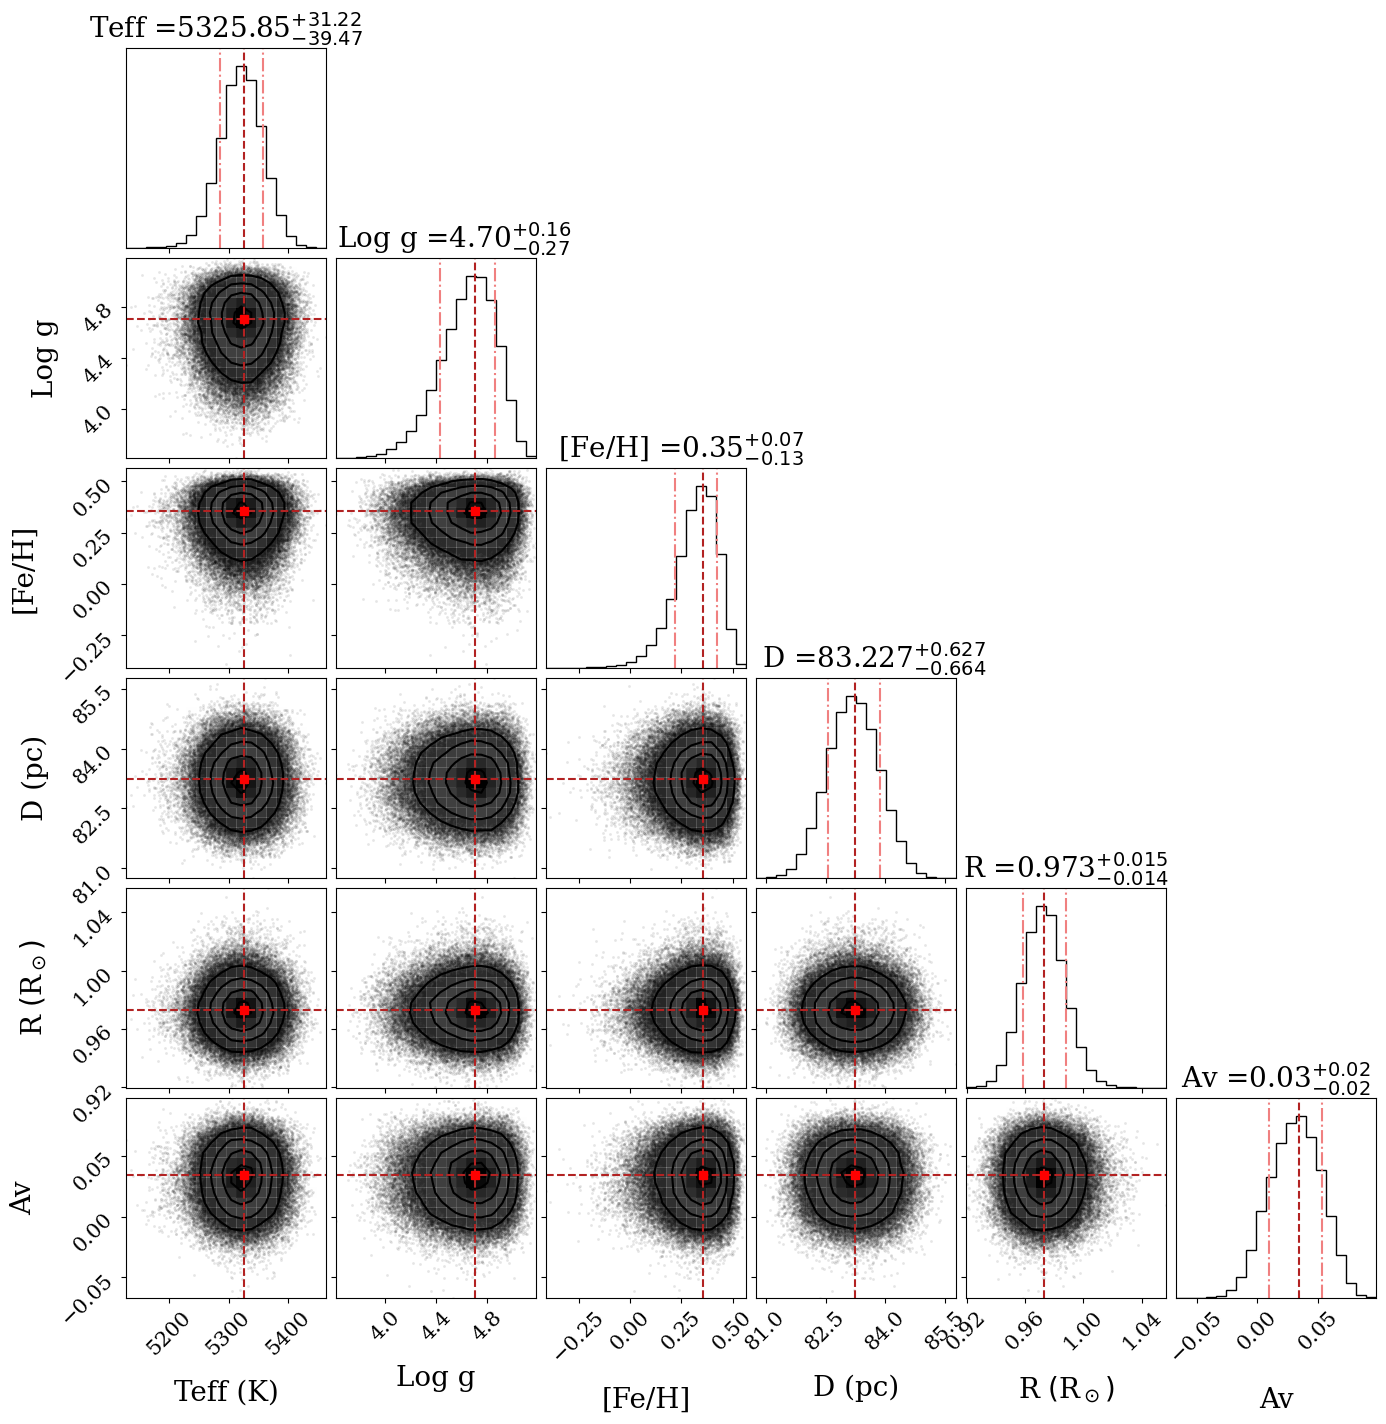 Teff =5325.85+31.22−39.47
Log g =4.70+0.16−0.27
4.8
4.4
4.0
Log g
[Fe/H] =0.35+0.07−0.13
0.50
0.25
0.00
−0.25
[Fe/H]
D =83.227+0.627−0.664
85.5
84.0
82.5
81.0
D (pc)
R =0.973+0.015−0.014
1.04
1.00
0.96
0.92
R (R⊙)
Av =0.03+0.02−0.02
0.05
0.00
−0.05
Av
5200 5300 5400
Teff (K)
4.0 4.4 4.8
Log g
−0.25 0.00 0.25 0.50
[Fe/H]
81.0 82.5 84.0 85.5
D (pc)
0.92 0.96 1.00 1.04
R (R⊙)
−0.05 0.00 0.05
Av